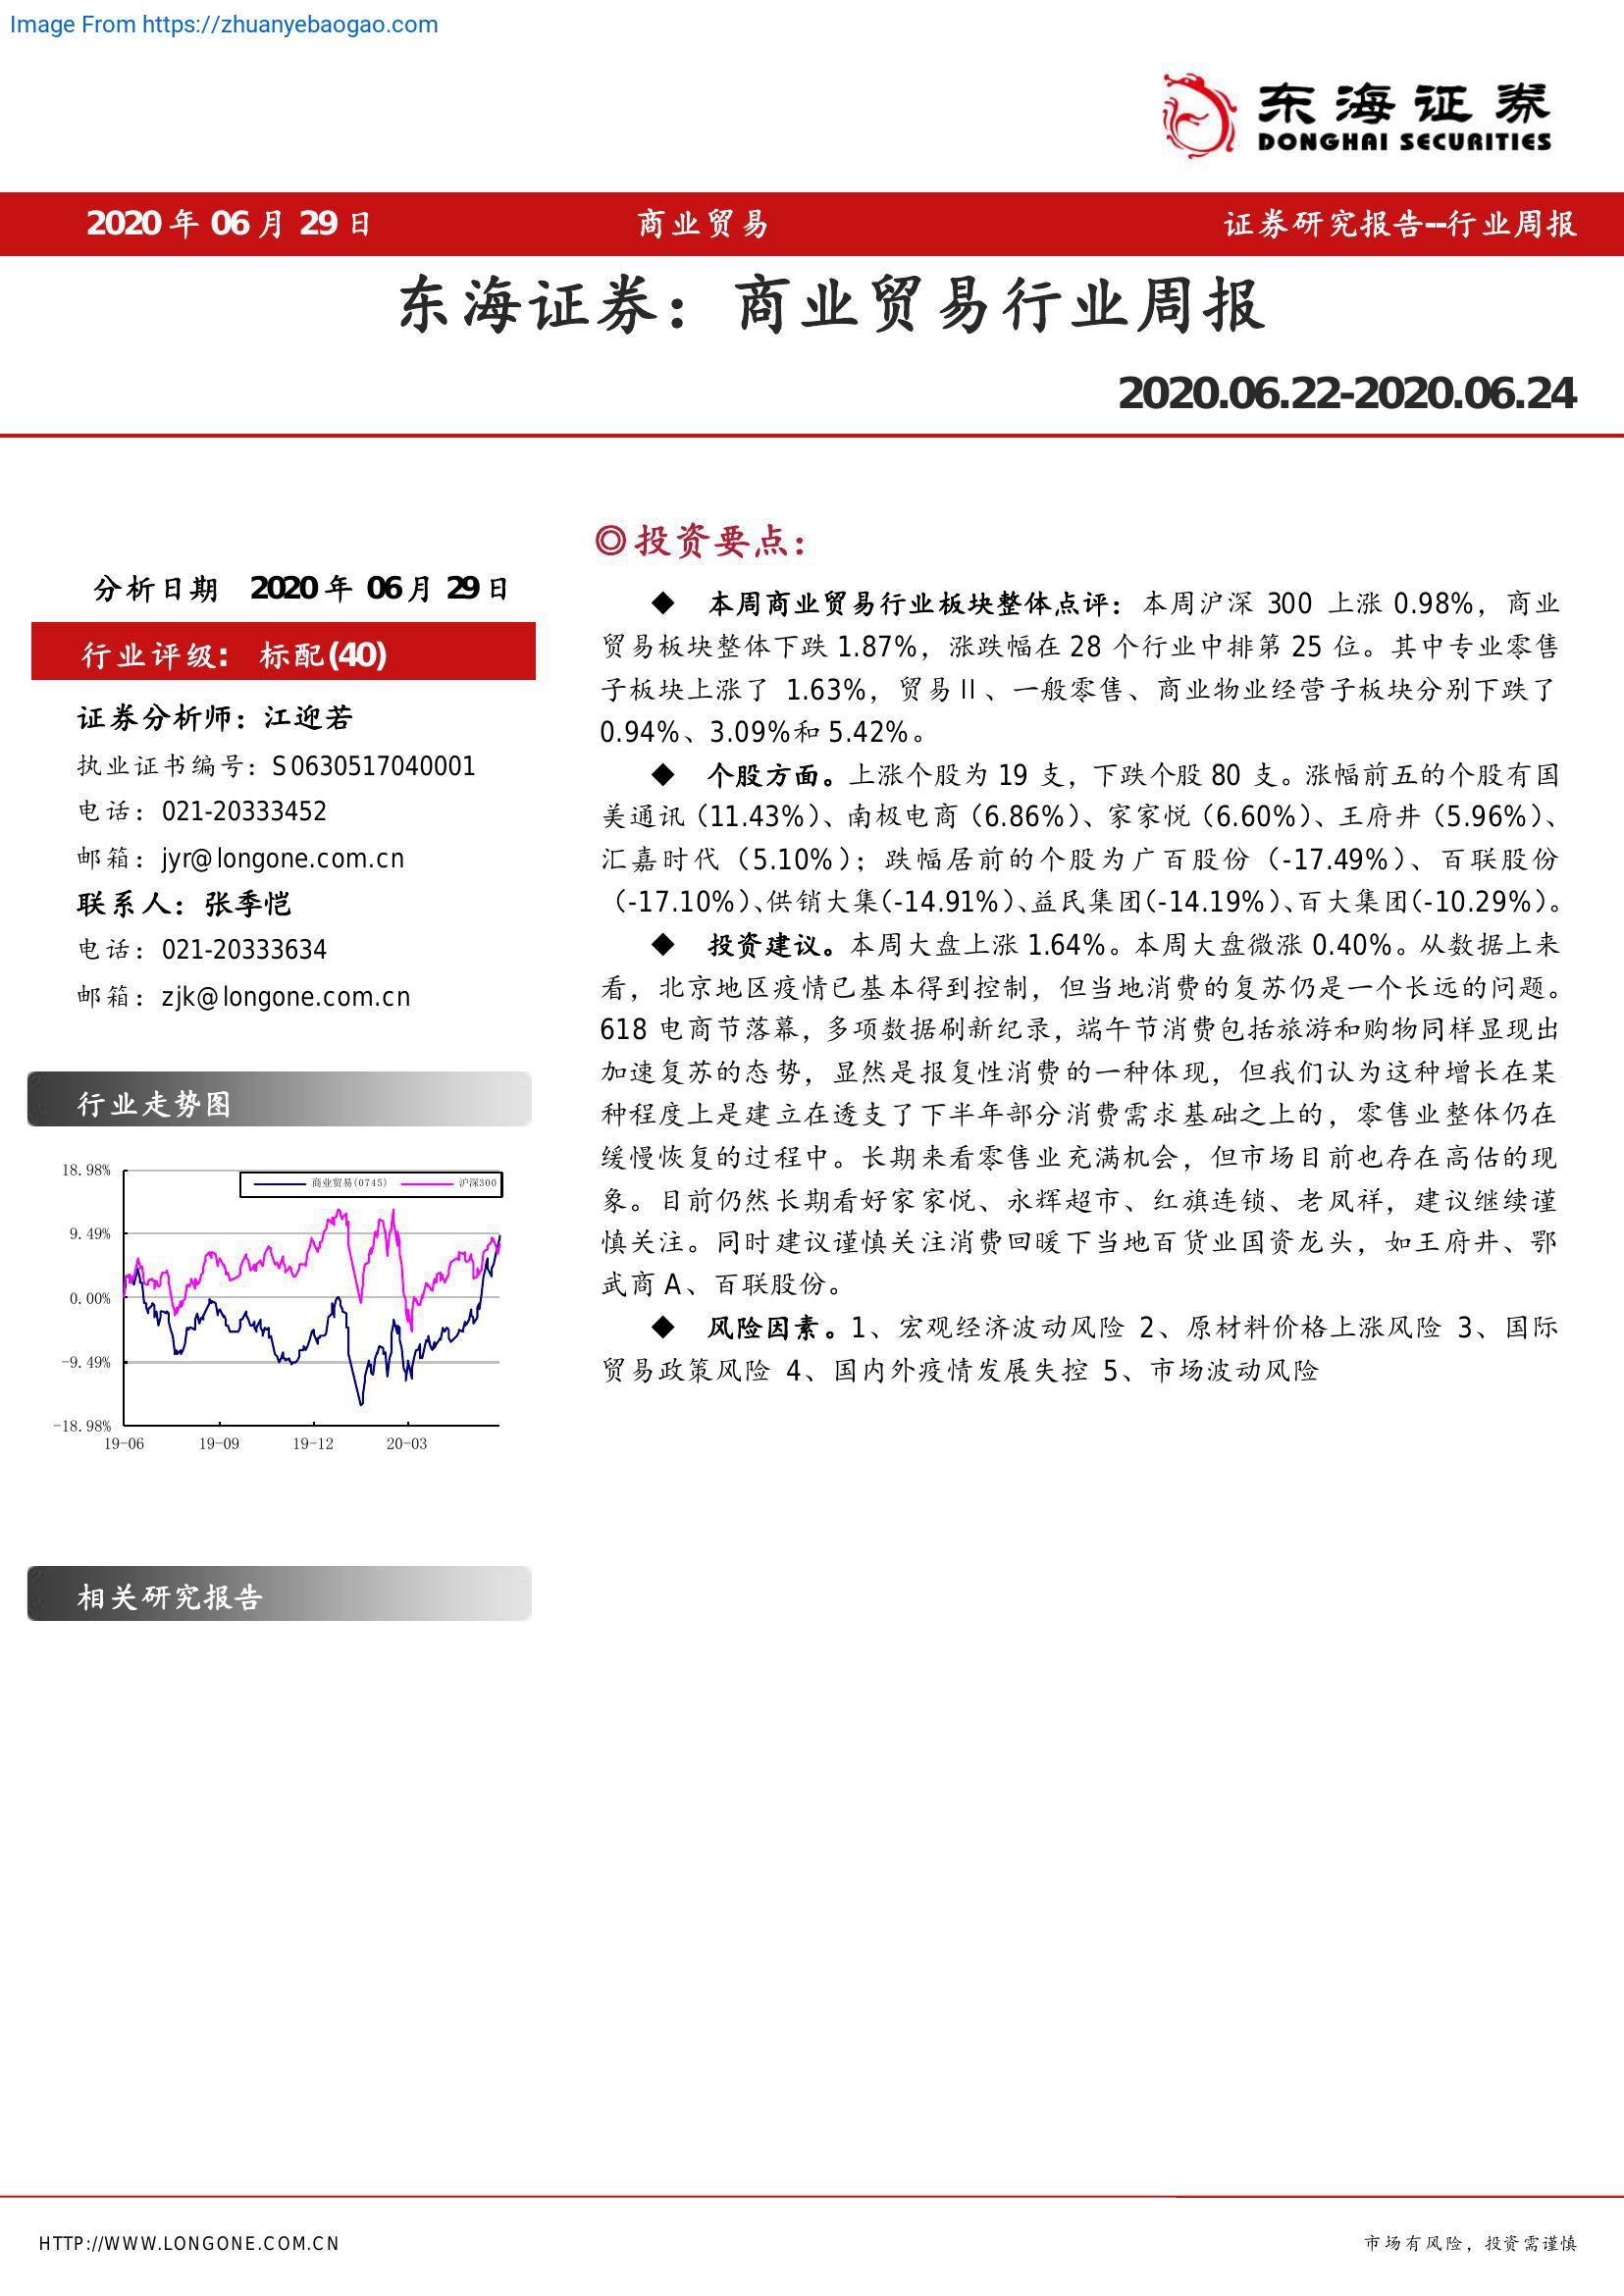 Image From https://zhuanyebaogao.com
东海证券
DONGHAI SECURITIES
2020 年 06 月 29 日 商业贸易 证券研究报告--行业周报
东海证券：商业贸易行业周报
2020.06.22-2020.06.24
分析日期 2020 年 06 月 29 日
行业评级： 标配(40)
证券分析师：江迎若
执业证书编号：S0630517040001
电话：021-20333452
邮箱：jyr@longone.com.cn
联系人：张季恺
电话：021-20333634
邮箱：zjk@longone.com.cn
行业走势图
商业贸易(0745) 沪深300
18.98%
9.49%
0.00%
-9.49%
-18.98%
19-06 19-09 19-12 20-03
相关研究报告
◎投资要点：
◆ 本周商业贸易行业板块整体点评：本周沪深 300 上涨 0.98%，商业
贸易板块整体下跌 1.87%，涨跌幅在 28 个行业中排第 25 位。其中专业零售
子板块上涨了 1.63%，贸易Ⅱ、一般零售、商业物业经营子板块分别下跌了
0.94%、3.09%和 5.42%。
◆ 个股方面。上涨个股为 19 支，下跌个股 80 支。涨幅前五的个股有国
美通讯（11.43%）、南极电商（6.86%）、家家悦（6.60%）、王府井（5.96%）、
汇嘉时代（5.10%）；跌幅居前的个股为广百股份（-17.49%）、百联股份
（-17.10%）、供销大集(-14.91%）、益民集团(-14.19%）、百大集团(-10.29%）。
◆ 投资建议。本周大盘上涨 1.64%。本周大盘微涨 0.40%。从数据上来
看，北京地区疫情已基本得到控制，但当地消费的复苏仍是一个长远的问题。
618 电商节落幕，多项数据刷新纪录，端午节消费包括旅游和购物同样显现出
加速复苏的态势，显然是报复性消费的一种体现，但我们认为这种增长在某
种程度上是建立在透支了下半年部分消费需求基础之上的，零售业整体仍在
缓慢恢复的过程中。长期来看零售业充满机会，但市场目前也存在高估的现
象。目前仍然长期看好家家悦、永辉超市、红旗连锁、老凤祥，建议继续谨
慎关注。同时建议谨慎关注消费回暖下当地百货业国资龙头，如王府井、鄂
武商 A、百联股份。
◆ 风险因素。1、宏观经济波动风险 2、原材料价格上涨风险 3、国际
贸易政策风险 4、国内外疫情发展失控 5、市场波动风险
HTTP://WWW.LONGONE.COM.CN 市场有风险，投资需谨慎